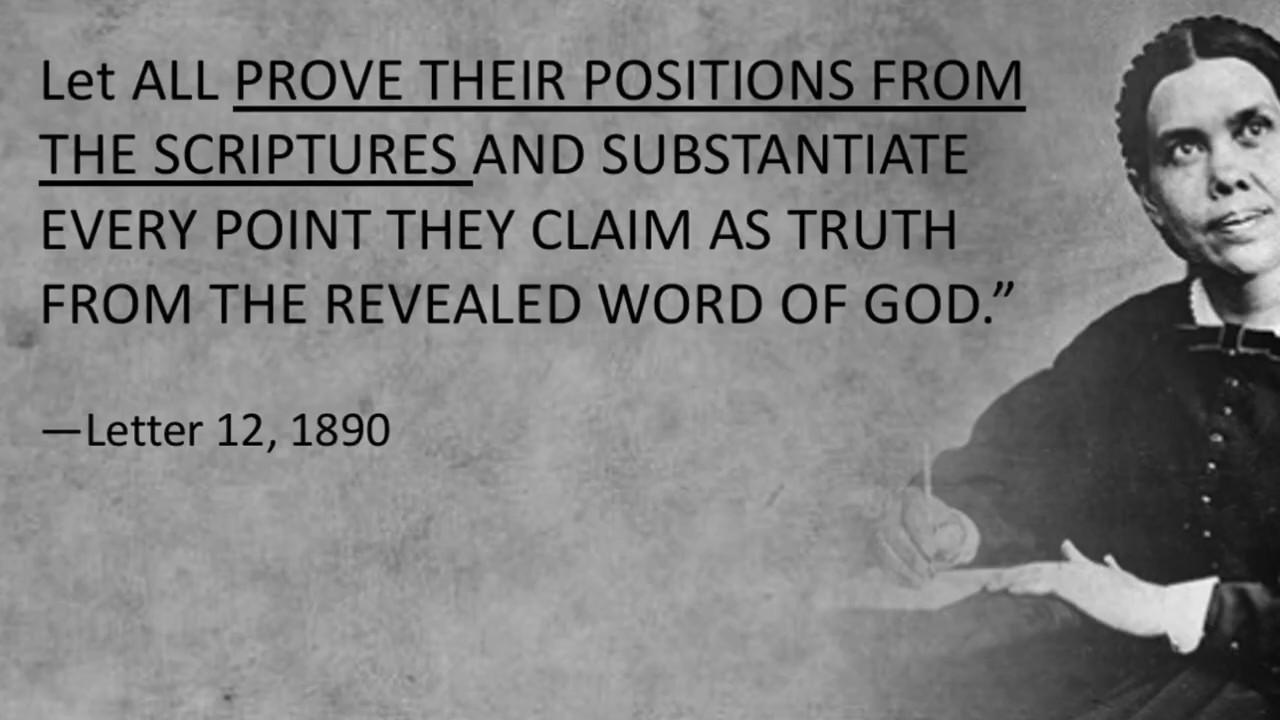 Let ALL PROVE THEIR POSITIONS FROM
THE SCRIPTURES AND SUBSTANTIATE
EVERY POINT THEY CLAIM AS TRUTH
FROM THE REVEALED WORD OF GOD.”
—Letter 12, 1890